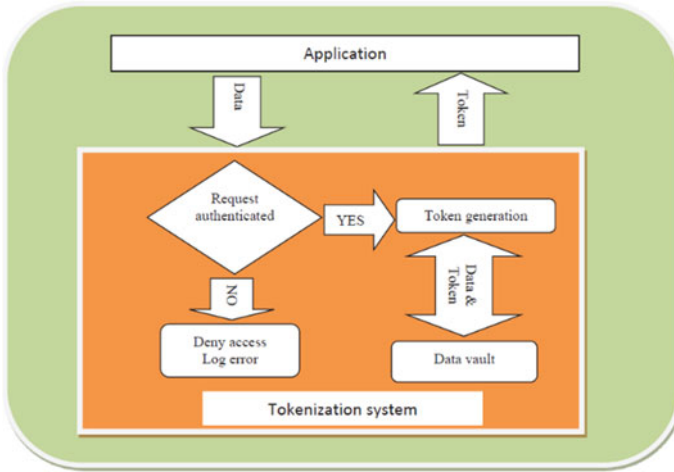 Application
Data
Token
Request
authenticated
YES
Token generation
NO
Data &
Token
Deny access
Log error
Data vault
Tokenization system